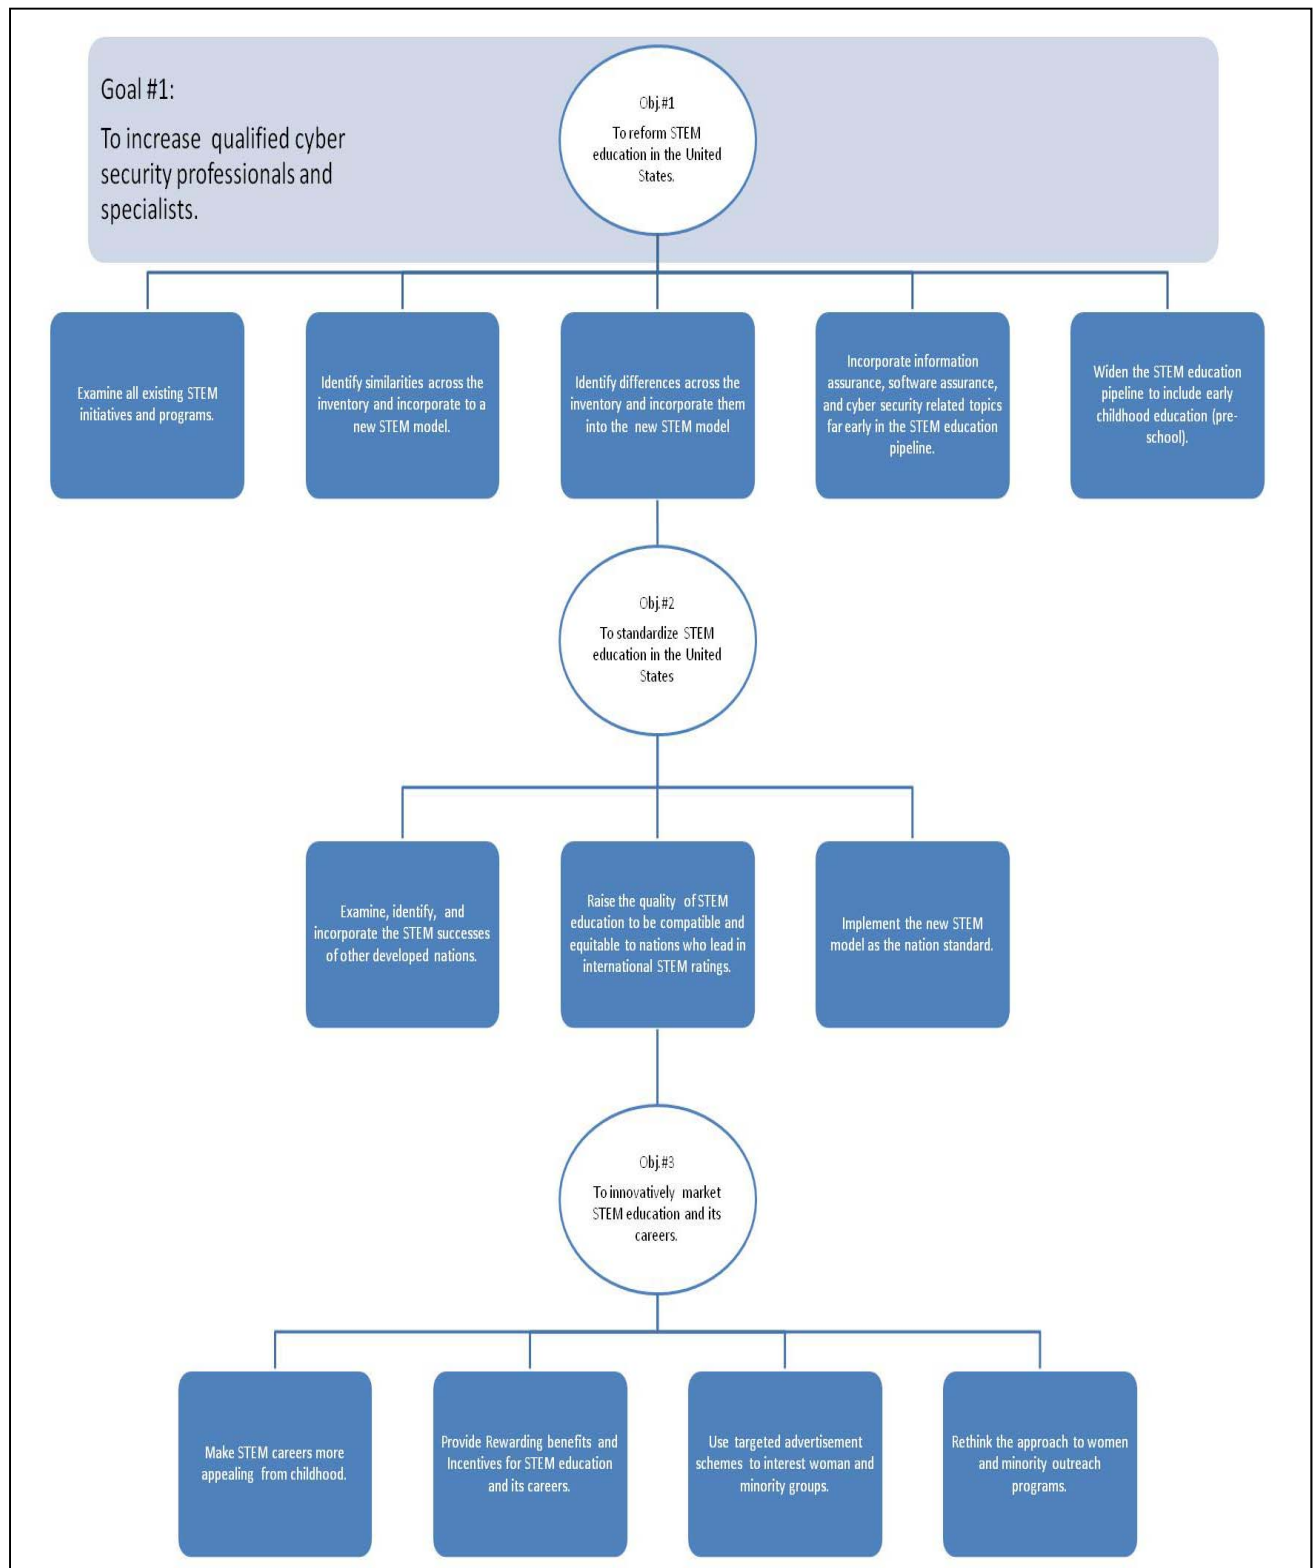 Goal #1:
To increase qualified cyber
security professionals and
specialists.
Obj.#1
To reform STEM
education in the United
States.
Examine all existing STEM
initiatives and programs.
Identify similarities across the
inventory and incorporate to a
new STEM model.
Identify differences across the
inventory and incorporate them
into the new STEM model
Incorporate information
assurance, software assurance,
and cyber security related topics
far early in the STEM education
pipeline.
Widen the STEM education
pipeline to include early
childhood education (pre-
school).
Obj.#2
To standardize STEM
education in the United
States
Examine, identify, and
incorporate the STEM successes
of other developed nations.
Raise the quality of STEM
education to be compatible and
equitable to nations who lead in
international STEM ratings.
Implement the new STEM
model as the nation standard.
Obj.#3
To innovatively market
STEM education and its
careers.
Make STEM careers more
appealing from childhood.
Provide Rewarding benefits and
Incentives for STEM education
and its careers.
Use targeted advertisement
schemes to interest woman and
minority groups.
Rethink the approach to women
and minority outreach
programs.